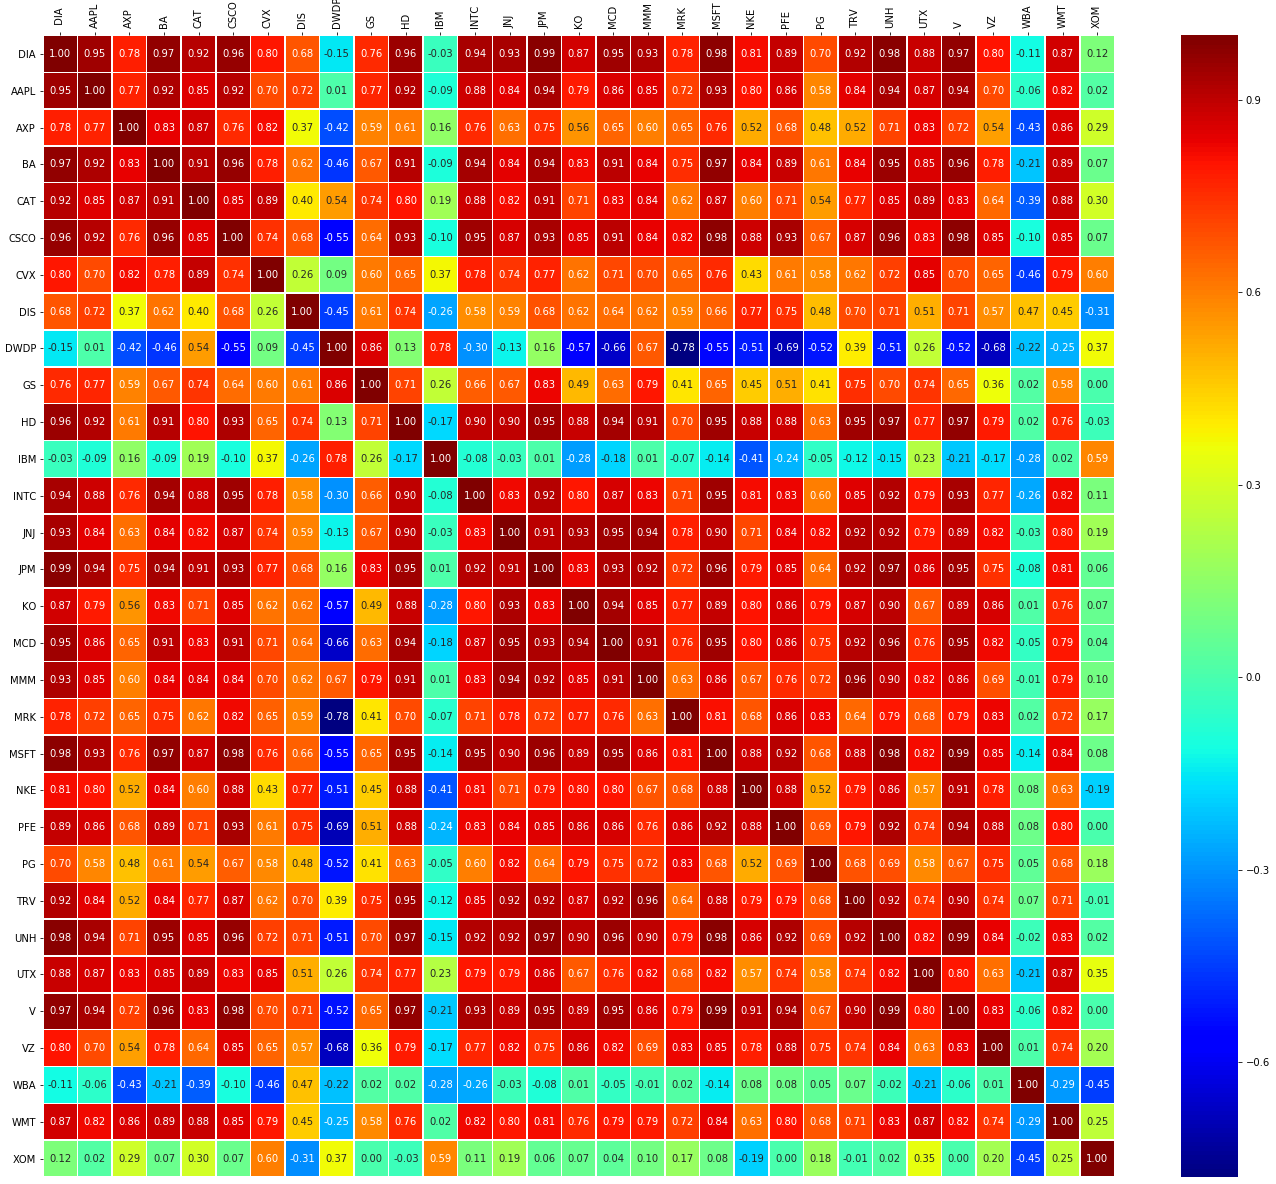 DIA AAPL AXP BA CAT CSCO CVX DIS DWDP GS HD IBM INTC JNJ JPM KO MCD MMM MRK MSFT NKE PFE PG TRV UNH UTX V VZ WBA WMT XOM
DIA 1.00 0.95 0.78 0.97 0.92 0.96 0.80 0.68 -0.15 0.76 0.96 -0.03 0.94 0.93 0.99 0.87 0.95 0.93 0.78 0.98 0.81 0.89 0.70 0.92 0.98 0.88 0.97 0.80 -0.11 0.87 0.12
AAPL 0.95 1.00 0.77 0.92 0.85 0.92 0.70 0.72 0.01 0.77 0.92 -0.09 0.88 0.84 0.94 0.79 0.86 0.85 0.72 0.93 0.80 0.86 0.58 0.84 0.94 0.87 0.94 0.70 -0.06 0.82 0.02
0.9
AXP 0.78 0.77 1.00 0.83 0.87 0.76 0.82 0.37 -0.42 0.59 0.61 0.16 0.76 0.63 0.75 0.56 0.65 0.60 0.65 0.76 0.52 0.68 0.48 0.52 0.71 0.83 0.72 0.54 -0.43 0.86 0.29
BA 0.97 0.92 0.83 1.00 0.91 0.96 0.78 0.62 -0.46 0.67 0.91 -0.09 0.94 0.84 0.94 0.83 0.91 0.84 0.75 0.97 0.84 0.89 0.61 0.84 0.95 0.85 0.96 0.78 -0.21 0.89 0.07
CAT 0.92 0.85 0.87 0.91 1.00 0.85 0.89 0.40 0.54 0.74 0.80 0.19 0.88 0.82 0.91 0.71 0.83 0.84 0.62 0.87 0.60 0.71 0.54 0.77 0.85 0.89 0.83 0.64 -0.39 0.88 0.30
CSCO 0.96 0.92 0.76 0.96 0.85 1.00 0.74 0.68 -0.55 0.64 0.93 -0.10 0.95 0.87 0.93 0.85 0.91 0.84 0.82 0.98 0.88 0.93 0.67 0.87 0.96 0.83 0.98 0.85 -0.10 0.85 0.07
CVX 0.80 0.70 0.82 0.78 0.89 0.74 1.00 0.26 0.09 0.60 0.65 0.37 0.78 0.74 0.77 0.62 0.71 0.70 0.65 0.76 0.43 0.61 0.58 0.62 0.72 0.85 0.70 0.65 -0.46 0.79 0.60
0.6
DIS 0.68 0.72 0.37 0.62 0.40 0.68 0.26 1.00 -0.45 0.61 0.74 -0.26 0.58 0.59 0.68 0.62 0.64 0.62 0.59 0.66 0.77 0.75 0.48 0.70 0.71 0.51 0.71 0.57 0.47 0.45 -0.31
DWDP -0.15 0.01 -0.42 -0.46 0.54 -0.55 0.09 -0.45 1.00 0.86 0.13 0.78 -0.30 -0.13 0.16 -0.57 -0.66 0.67 -0.78 -0.55 -0.51 -0.69 -0.52 0.39 -0.51 0.26 -0.52 -0.68 -0.22 -0.25 0.37
GS 0.76 0.77 0.59 0.67 0.74 0.64 0.60 0.61 0.86 1.00 0.71 0.26 0.66 0.67 0.83 0.49 0.63 0.79 0.41 0.65 0.45 0.51 0.41 0.75 0.70 0.74 0.65 0.36 0.02 0.58 0.00
HD 0.96 0.92 0.61 0.91 0.80 0.93 0.65 0.74 0.13 0.71 1.00 -0.17 0.90 0.90 0.95 0.88 0.94 0.91 0.70 0.95 0.88 0.88 0.63 0.95 0.97 0.77 0.97 0.79 0.02 0.76 -0.03
IBM -0.03 -0.09 0.16 -0.09 0.19 -0.10 0.37 -0.26 0.78 0.26 -0.17 1.00 -0.08 -0.03 0.01 -0.28 -0.18 0.01 -0.07 -0.14 -0.41 -0.24 -0.05 -0.12 -0.15 0.23 -0.21 -0.17 -0.28 0.02 0.59
0.3
INTC 0.94 0.88 0.76 0.94 0.88 0.95 0.78 0.58 -0.30 0.66 0.90 -0.08 1.00 0.83 0.92 0.80 0.87 0.83 0.71 0.95 0.81 0.83 0.60 0.85 0.92 0.79 0.93 0.77 -0.26 0.82 0.11
JNJ 0.93 0.84 0.63 0.84 0.82 0.87 0.74 0.59 -0.13 0.67 0.90 -0.03 0.83 1.00 0.91 0.93 0.95 0.94 0.78 0.90 0.71 0.84 0.82 0.92 0.92 0.79 0.89 0.82 -0.03 0.80 0.19
JPM 0.99 0.94 0.75 0.94 0.91 0.93 0.77 0.68 0.16 0.83 0.95 0.01 0.92 0.91 1.00 0.83 0.93 0.92 0.72 0.96 0.79 0.85 0.64 0.92 0.97 0.86 0.95 0.75 -0.08 0.81 0.06
KO 0.87 0.79 0.56 0.83 0.71 0.85 0.62 0.62 -0.57 0.49 0.88 -0.28 0.80 0.93 0.83 1.00 0.94 0.85 0.77 0.89 0.80 0.86 0.79 0.87 0.90 0.67 0.89 0.86 0.01 0.76 0.07
MCD 0.95 0.86 0.65 0.91 0.83 0.91 0.71 0.64 -0.66 0.63 0.94 -0.18 0.87 0.95 0.93 0.94 1.00 0.91 0.76 0.95 0.80 0.86 0.75 0.92 0.96 0.76 0.95 0.82 -0.05 0.79 0.04
0.0
MMM 0.93 0.85 0.60 0.84 0.84 0.84 0.70 0.62 0.67 0.79 0.91 0.01 0.83 0.94 0.92 0.85 0.91 1.00 0.63 0.86 0.67 0.76 0.72 0.96 0.90 0.82 0.86 0.69 -0.01 0.79 0.10
MRK 0.78 0.72 0.65 0.75 0.62 0.82 0.65 0.59 -0.78 0.41 0.70 -0.07 0.71 0.78 0.72 0.77 0.76 0.63 1.00 0.81 0.68 0.86 0.83 0.64 0.79 0.68 0.79 0.83 0.02 0.72 0.17
MSFT 0.98 0.93 0.76 0.97 0.87 0.98 0.76 0.66 -0.55 0.65 0.95 -0.14 0.95 0.90 0.96 0.89 0.95 0.86 0.81 1.00 0.88 0.92 0.68 0.88 0.98 0.82 0.99 0.85 -0.14 0.84 0.08
NKE 0.81 0.80 0.52 0.84 0.60 0.88 0.43 0.77 -0.51 0.45 0.88 -0.41 0.81 0.71 0.79 0.80 0.80 0.67 0.68 0.88 1.00 0.88 0.52 0.79 0.86 0.57 0.91 0.78 0.08 0.63 -0.19
PFE 0.89 0.86 0.68 0.89 0.71 0.93 0.61 0.75 -0.69 0.51 0.88 -0.24 0.83 0.84 0.85 0.86 0.86 0.76 0.86 0.92 0.88 1.00 0.69 0.79 0.92 0.74 0.94 0.88 0.08 0.80 0.00
−0.3
PG 0.70 0.58 0.48 0.61 0.54 0.67 0.58 0.48 -0.52 0.41 0.63 -0.05 0.60 0.82 0.64 0.79 0.75 0.72 0.83 0.68 0.52 0.69 1.00 0.68 0.69 0.58 0.67 0.75 0.05 0.68 0.18
TRV 0.92 0.84 0.52 0.84 0.77 0.87 0.62 0.70 0.39 0.75 0.95 -0.12 0.85 0.92 0.92 0.87 0.92 0.96 0.64 0.88 0.79 0.79 0.68 1.00 0.92 0.74 0.90 0.74 0.07 0.71 -0.01
UNH 0.98 0.94 0.71 0.95 0.85 0.96 0.72 0.71 -0.51 0.70 0.97 -0.15 0.92 0.92 0.97 0.90 0.96 0.90 0.79 0.98 0.86 0.92 0.69 0.92 1.00 0.82 0.99 0.84 -0.02 0.83 0.02
UTX 0.88 0.87 0.83 0.85 0.89 0.83 0.85 0.51 0.26 0.74 0.77 0.23 0.79 0.79 0.86 0.67 0.76 0.82 0.68 0.82 0.57 0.74 0.58 0.74 0.82 1.00 0.80 0.63 -0.21 0.87 0.35
V 0.97 0.94 0.72 0.96 0.83 0.98 0.70 0.71 -0.52 0.65 0.97 -0.21 0.93 0.89 0.95 0.89 0.95 0.86 0.79 0.99 0.91 0.94 0.67 0.90 0.99 0.80 1.00 0.83 -0.06 0.82 0.00
VZ 0.80 0.70 0.54 0.78 0.64 0.85 0.65 0.57 -0.68 0.36 0.79 -0.17 0.77 0.82 0.75 0.86 0.82 0.69 0.83 0.85 0.78 0.88 0.75 0.74 0.84 0.63 0.83 1.00 0.01 0.74 0.20
−0.6
WBA -0.11 -0.06 -0.43 -0.21 -0.39 -0.10 -0.46 0.47 -0.22 0.02 0.02 -0.28 -0.26 -0.03 -0.08 0.01 -0.05 -0.01 0.02 -0.14 0.08 0.08 0.05 0.07 -0.02 -0.21 -0.06 0.01 1.00 -0.29 -0.45
WMT 0.87 0.82 0.86 0.89 0.88 0.85 0.79 0.45 -0.25 0.58 0.76 0.02 0.82 0.80 0.81 0.76 0.79 0.79 0.72 0.84 0.63 0.80 0.68 0.71 0.83 0.87 0.82 0.74 -0.29 1.00 0.25
XOM 0.12 0.02 0.29 0.07 0.30 0.07 0.60 -0.31 0.37 0.00 -0.03 0.59 0.11 0.19 0.06 0.07 0.04 0.10 0.17 0.08 -0.19 0.00 0.18 -0.01 0.02 0.35 0.00 0.20 -0.45 0.25 1.00